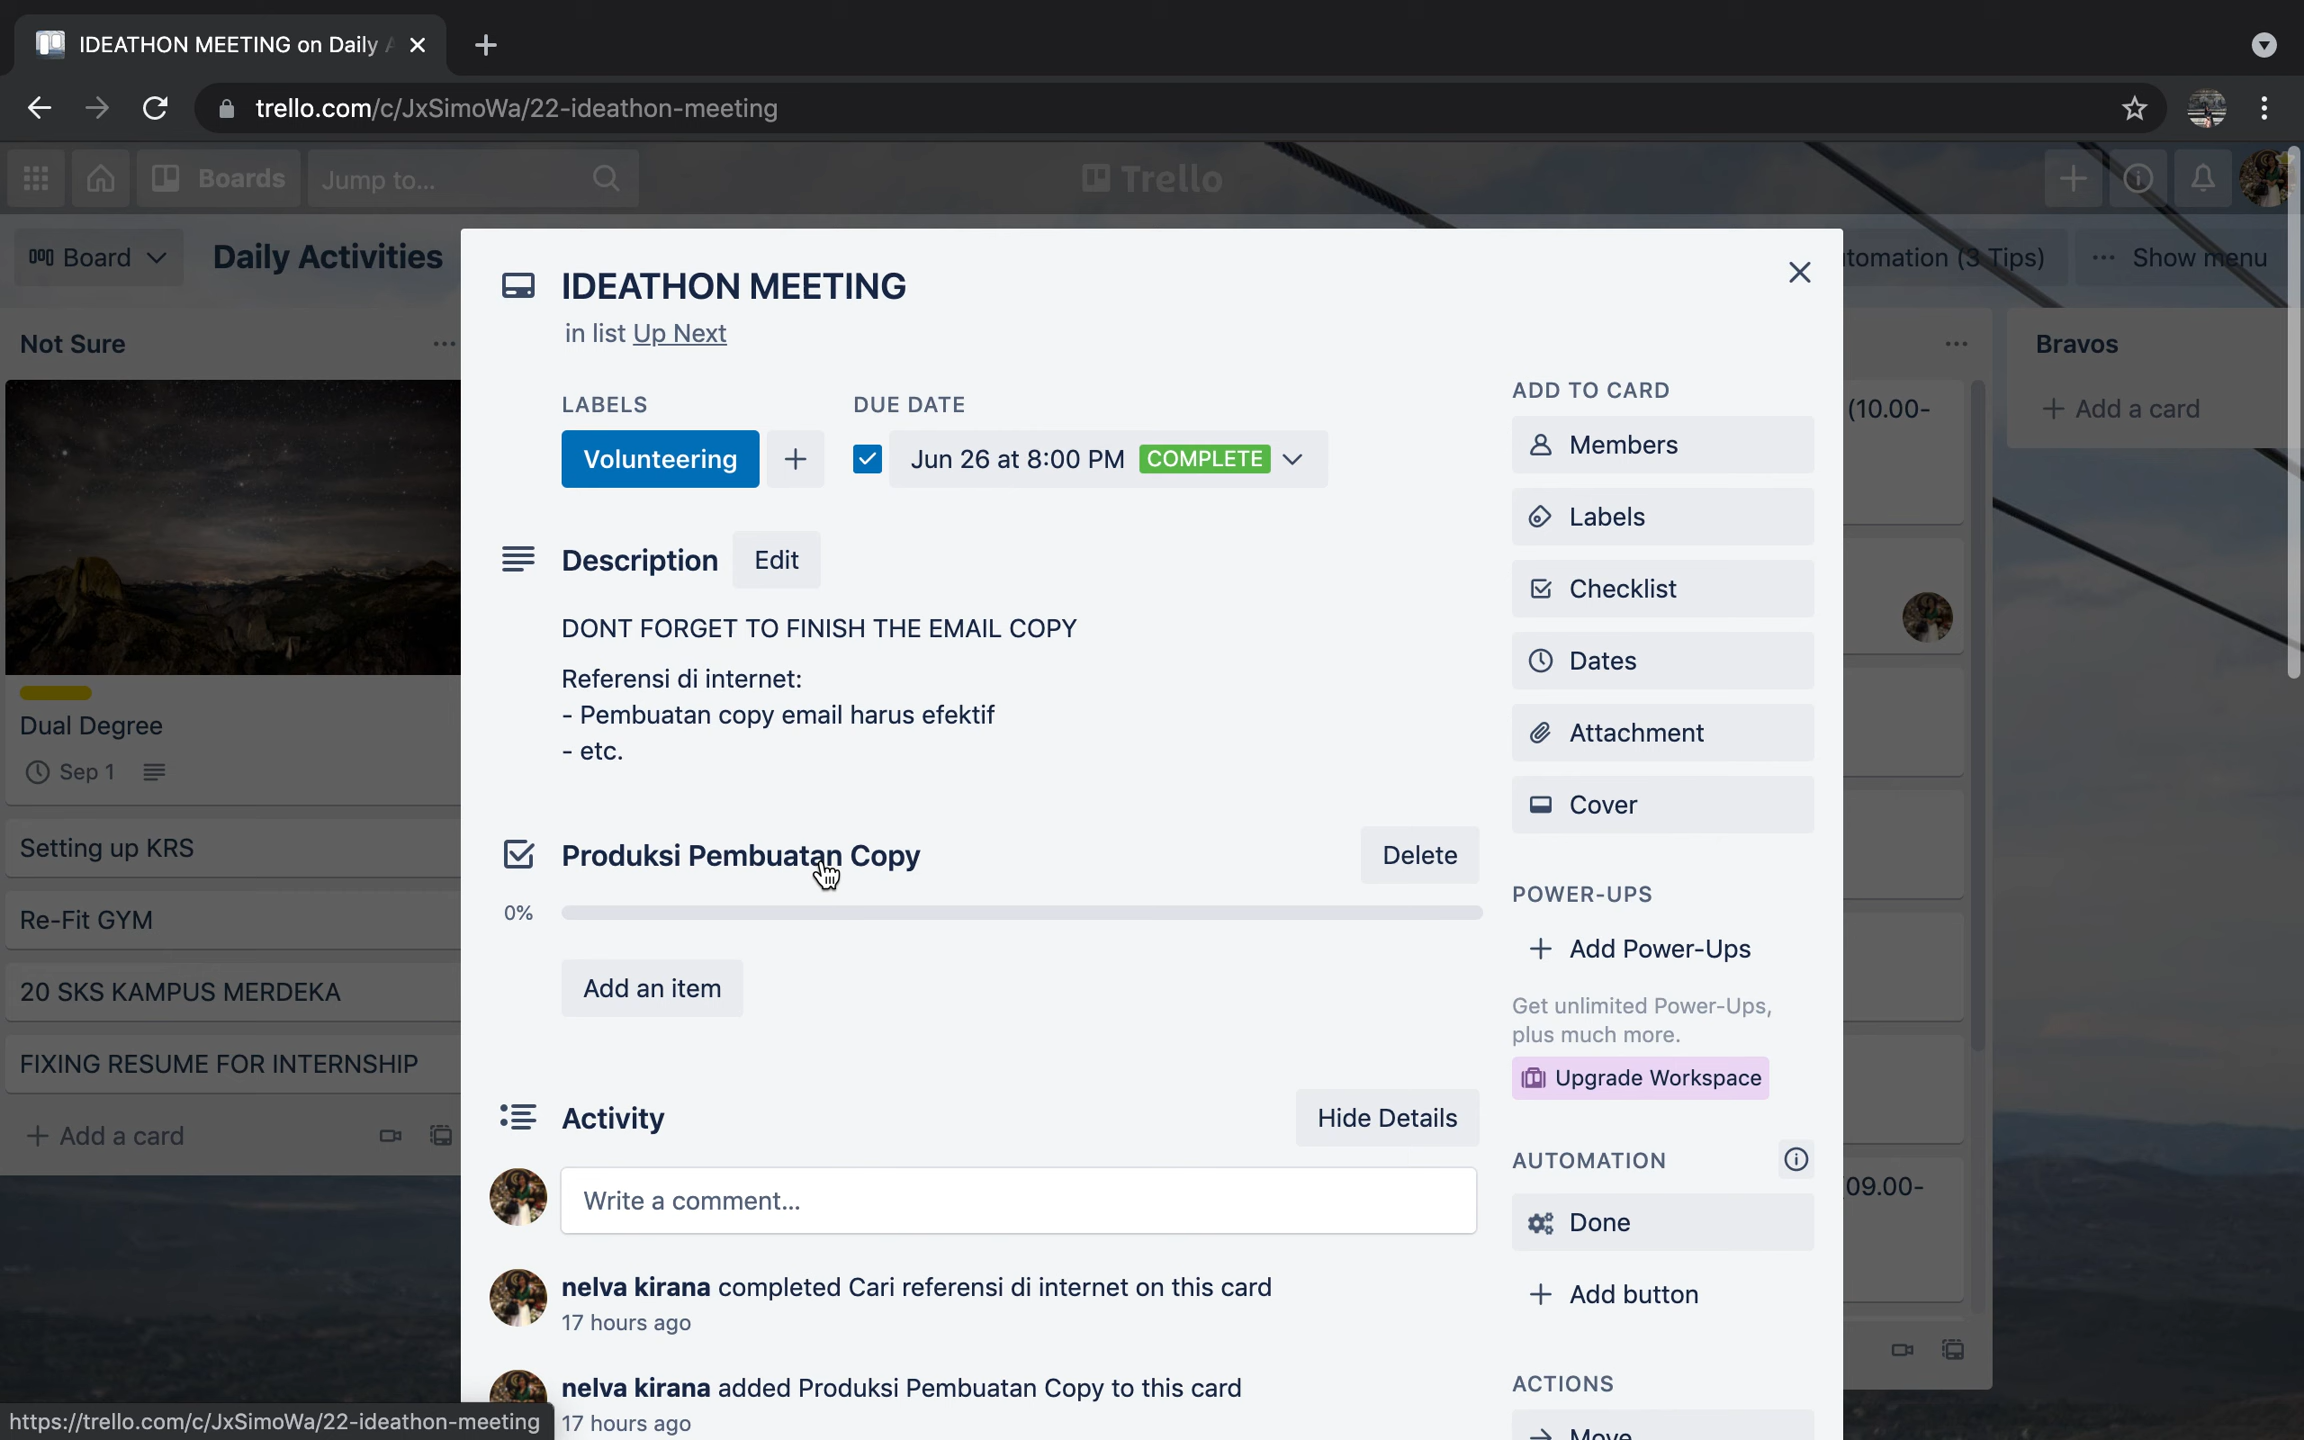 IDEATHON MEETING on Daily
trello.com/c/JxSimoWa/22-ideathon-meeting
Boards
Jump to...
Trello
Board
Daily Activities
(3 Tips)
Show menu
Not Sure
Dual Degree
Sep 1
Setting up KRS
Re-Fit GYM
20 SKS KAMPUS MERDEKA
FIXING RESUME FOR INTERNSHIP
+ Add a card
IDEATHON MEETING
in list Up Next
LABELS
DUE DATE
Volunteering
+
Jun 26 at 8:00 PM COMPLETE
Description
Edit
DONT FORGET TO FINISH THE EMAIL COPY
Referensi di internet:
- Pembuatan copy email harus efektif
- etc.
Produksi Pembuatan Copy
Delete
0%
Add an item
Activity
Hide Details
Write a comment...
nelva kirana completed Cari referensi di internet on this card
17 hours ago
nelva kirana added Produksi Pembuatan Copy to this card
17 hours ago
ADD TO CARD
Members
Labels
Checklist
Dates
Attachment
Cover
POWER-UPS
+ Add Power-Ups
Get unlimited Power-Ups,
plus much more.
Upgrade Workspace
AUTOMATION
Done
+ Add button
ACTIONS
Move
(10.00-
09.00-
Bravos
+ Add a card
https://trello.com/c/JxSimoWa/22-ideathon-meeting